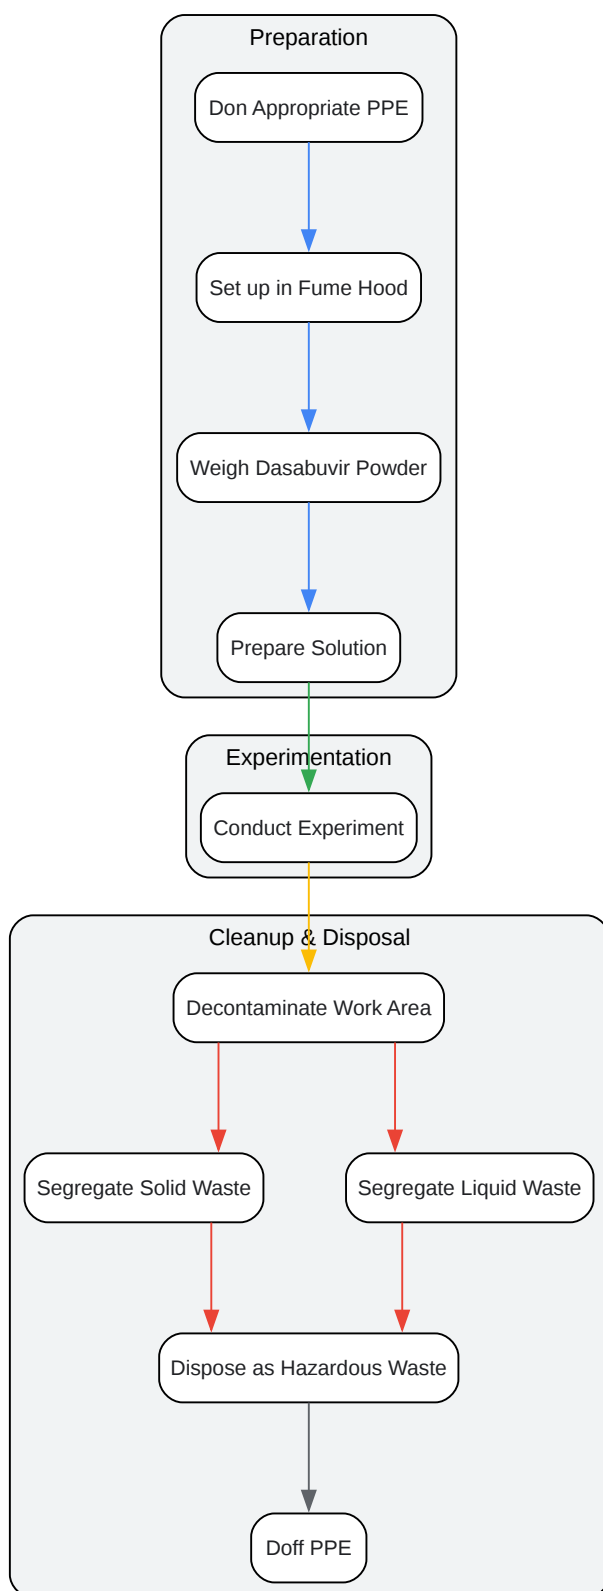 Preparation
Don Appropriate PPE
Set up in Fume Hood
Weigh Dasabuvir Powder
Prepare Solution
Experimentation
Conduct Experiment
Cleanup & Disposal
Decontaminate Work Area
Segregate Solid Waste
Segregate Liquid Waste
Dispose as Hazardous Waste
Doff PPE